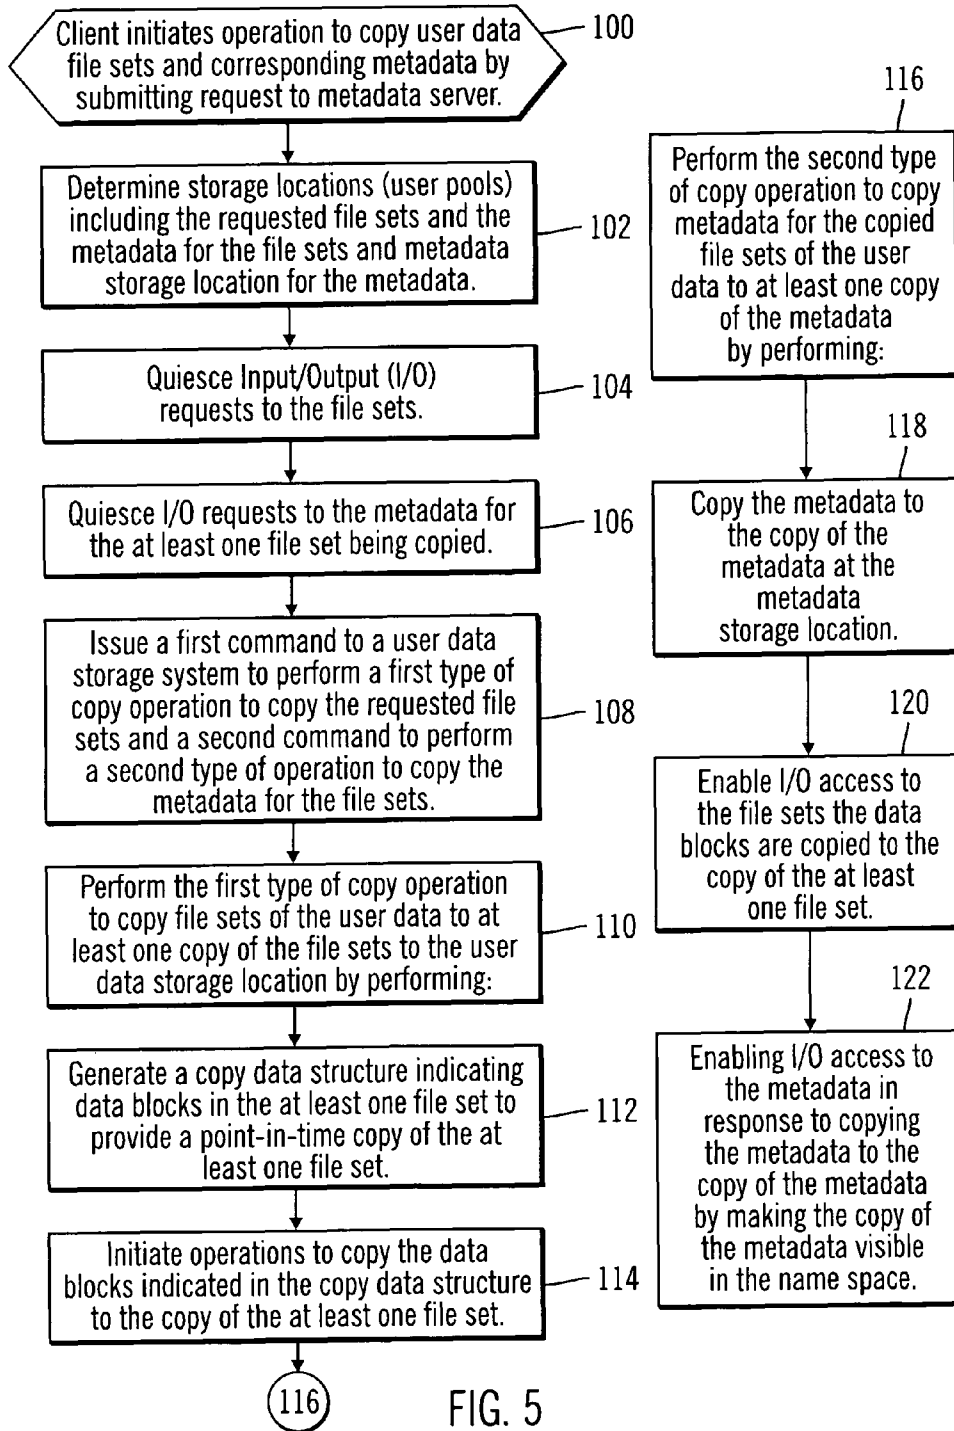 Client initiates operation to copy user data
file sets and corresponding metadata by
submitting request to metadata server.
100
Determine storage locations (user pools)
including the requested file sets and the
metadata for the file sets and metadata
storage location for the metadata.
102
Quiesce Input/Output (I/O)
requests to the file sets.
104
Quiesce I/O requests to the metadata for
the at least one file set being copied.
106
Issue a first command to a user data
storage system to perform a first type of
copy operation to copy the requested file
sets and a second command to perform
a second type of operation to copy the
metadata for the file sets.
108
Perform the first type of copy operation
to copy file sets of the user data to at
least one copy of the file sets to the user
data storage location by performing:
110
Generate a copy data structure indicating
data blocks in the at least one file set to
provide a point-in-time copy of the at
least one file set.
112
Initiate operations to copy the data
blocks indicated in the copy data structure
to the copy of the at least one file set.
114
116
116
Perform the second type
of copy operation to copy
metadata for the copied
file sets of the user
data to at least one copy
of the metadata
by performing:
118
Copy the metadata to
the copy of the
metadata at the
metadata
storage location.
120
Enable I/O access to
the file sets the data
blocks are copied to the
copy of the at least
one file set.
122
Enabling I/O access to
the metadata in
response to copying
the metadata to the
copy of the metadata
by making the copy of
the metadata visible
in the name space.
FIG. 5